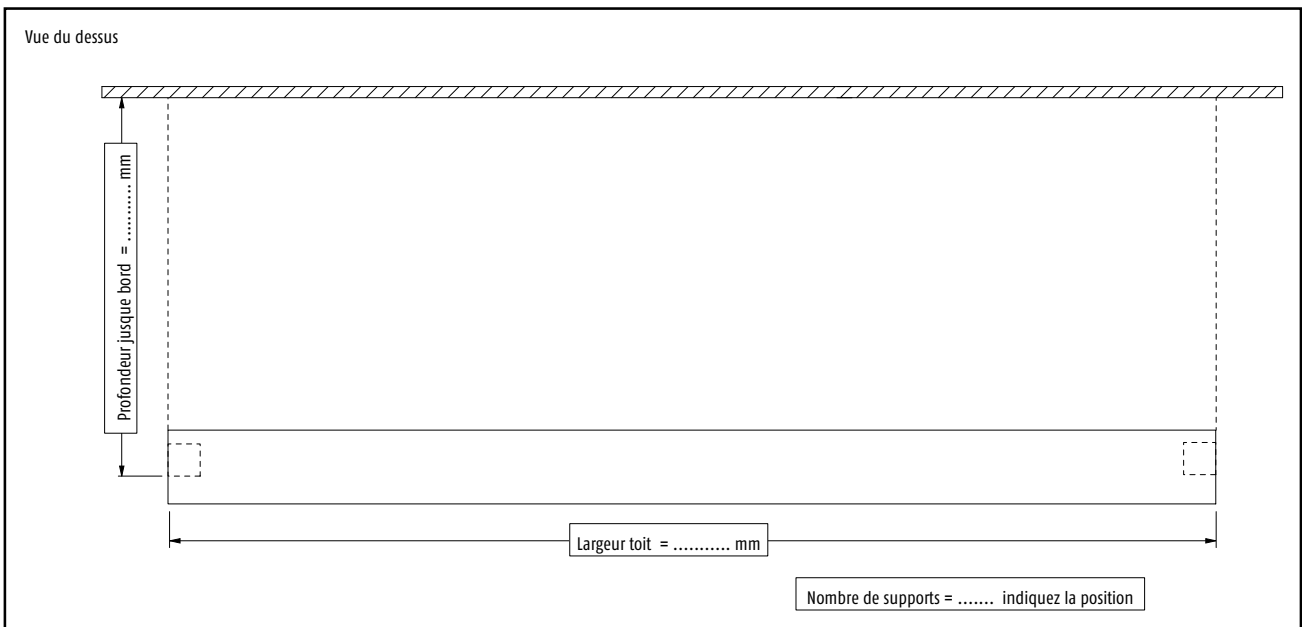 Vue du dessus
Profondeur jusque bord = ........... mm
Largeur toit = ........... mm
Nombre de supports = ....... indiquez la position